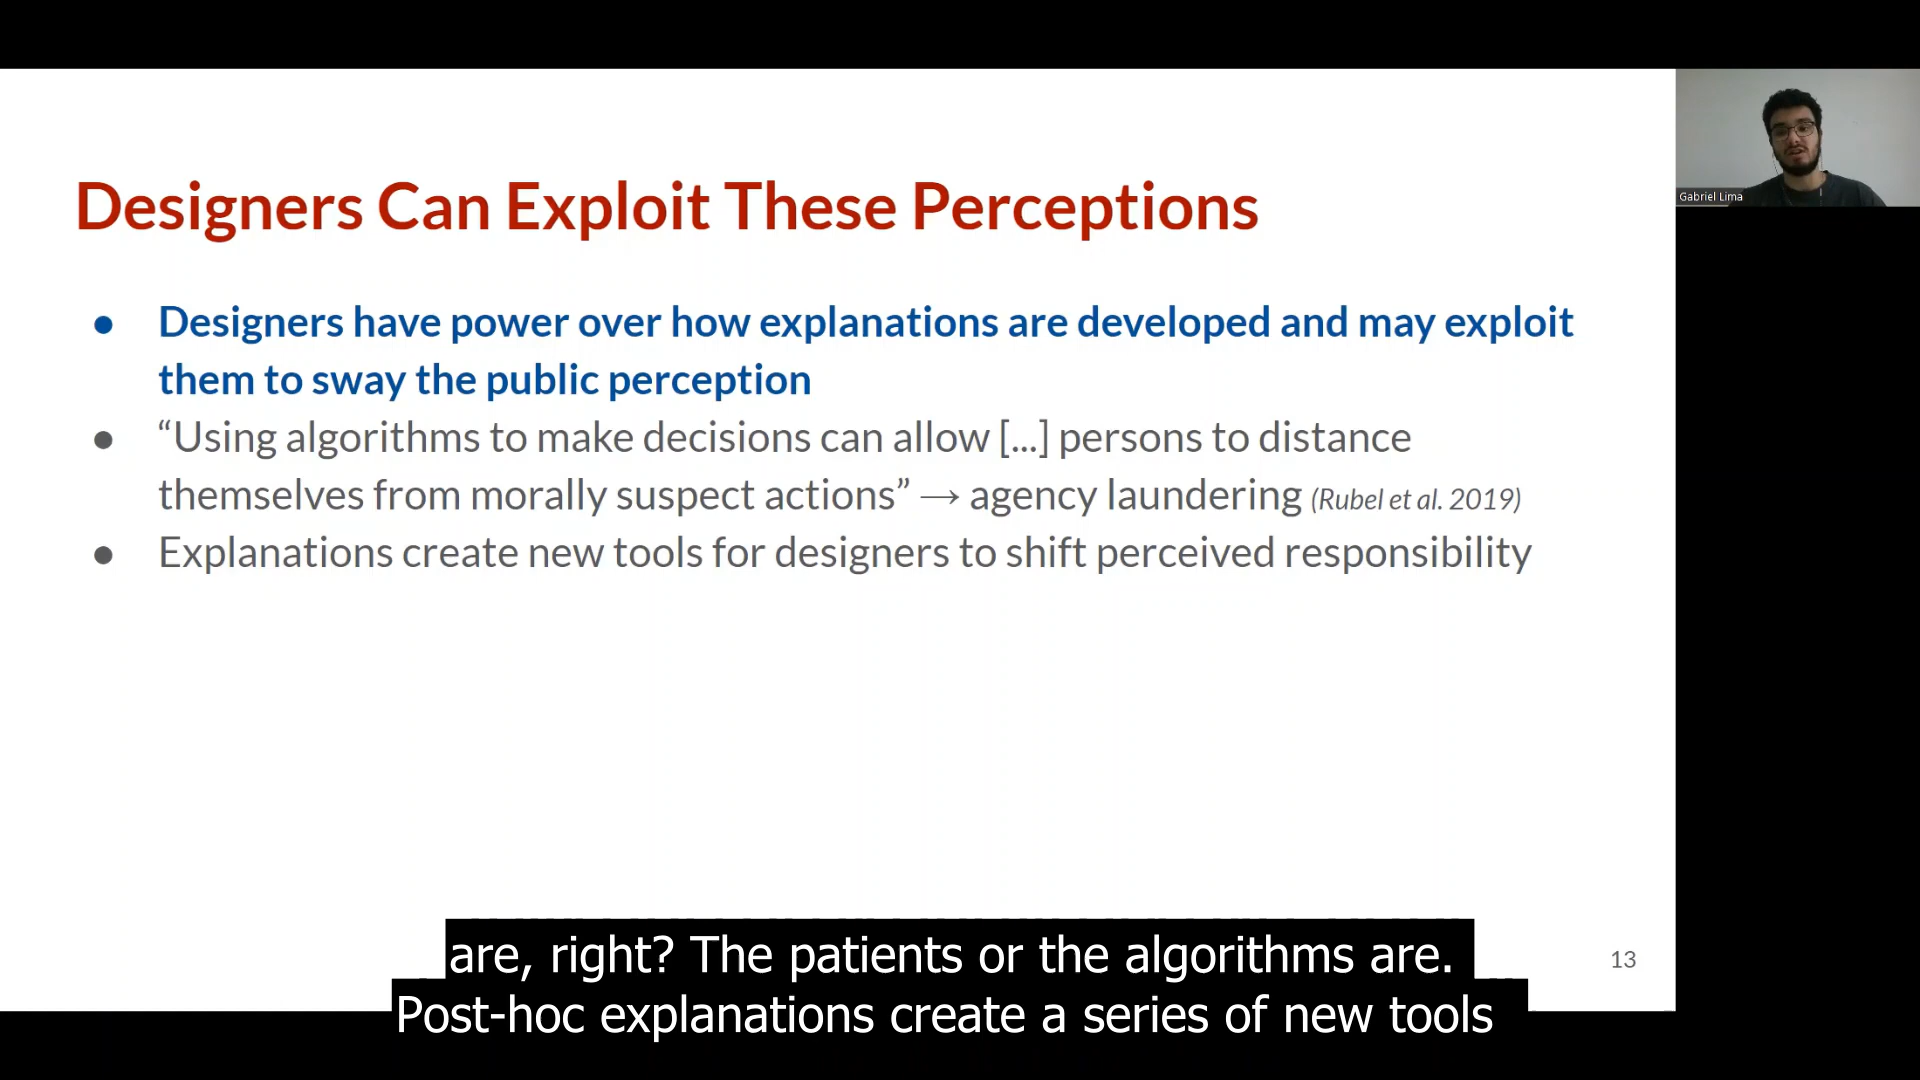 Designers Can Exploit These Perceptions
Gabriel Lima
● Designers have power over how explanations are developed and may exploit
them to sway the public perception
● “Using algorithms to make decisions can allow [...] persons to distance
themselves from morally suspect actions” → agency laundering (Rubel et al. 2019)
● Explanations create new tools for designers to shift perceived responsibility
13
are, right? The patients or the algorithms are.
Post-hoc explanations create a series of new tools